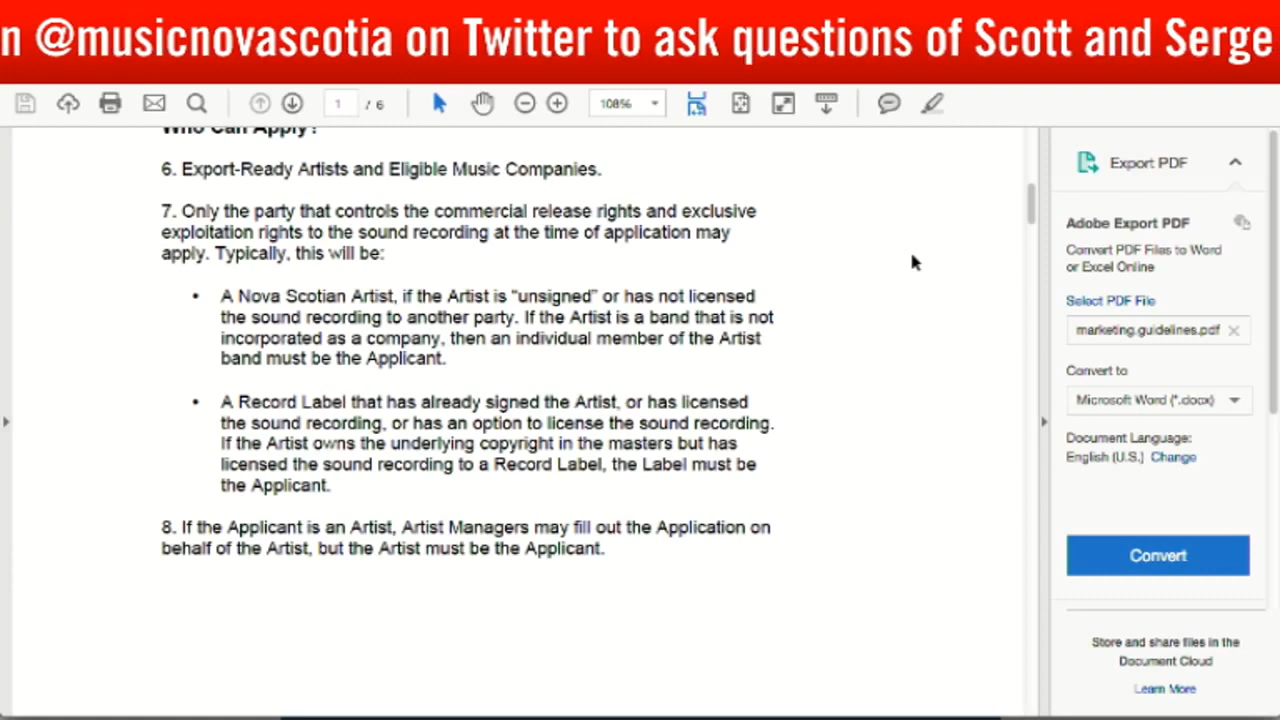 n @musicnovascotia on Twitter to ask questions of Scott and Serge
1 / 6
108%
Who Can Apply?
6. Export-Ready Artists and Eligible Music Companies.
7. Only the party that controls the commercial release rights and exclusive
exploitation rights to the sound recording at the time of application may
apply. Typically, this will be:
• A Nova Scotian Artist, if the Artist is "unsigned" or has not licensed
the sound recording to another party. If the Artist is a band that is not
incorporated as a company, then an individual member of the Artist
band must be the Applicant.
• A Record Label that has already signed the Artist, or has licensed
the sound recording, or has an option to license the sound recording.
If the Artist owns the underlying copyright in the masters but has
licensed the sound recording to a Record Label, the Label must be
the Applicant.
8. If the Applicant is an Artist, Artist Managers may fill out the Application on
behalf of the Artist, but the Artist must be the Applicant.
Export PDF
Adobe Export PDF
Convert PDF Files to Word
or Excel Online
Select PDF File
marketing.guidelines.pdf
Convert to
Microsoft Word (*.docx)
Document Language:
English (U.S.) Change
Convert
Store and share files in the
Document Cloud
Learn More